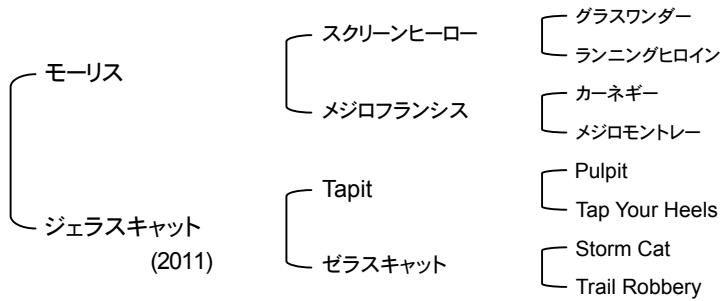 モーリス
ジェラスキャット
(2011)
スクリーンヒーロー
メジロフランシス
Tapit
ゼラスキャット
グラスワンダー
ランニングヒロイン
カーネギー
メジロモントレー
Pulpit
Tap Your Heels
Storm Cat
Trail Robbery